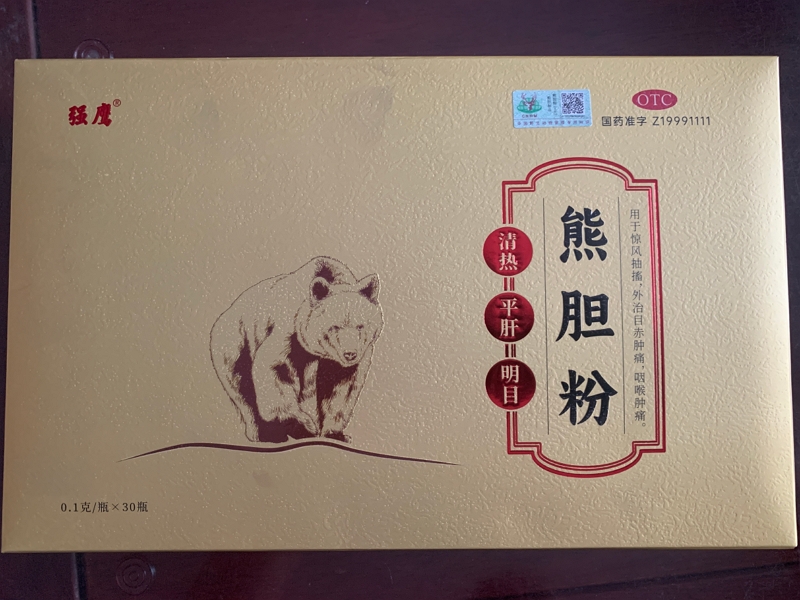 强鹰®
OTC
国药准字 Z19991111
熊胆粉
清热
平肝
明目
用于惊风抽搐，外治目赤肿痛，咽喉肿痛。
0.1克/瓶×30瓶